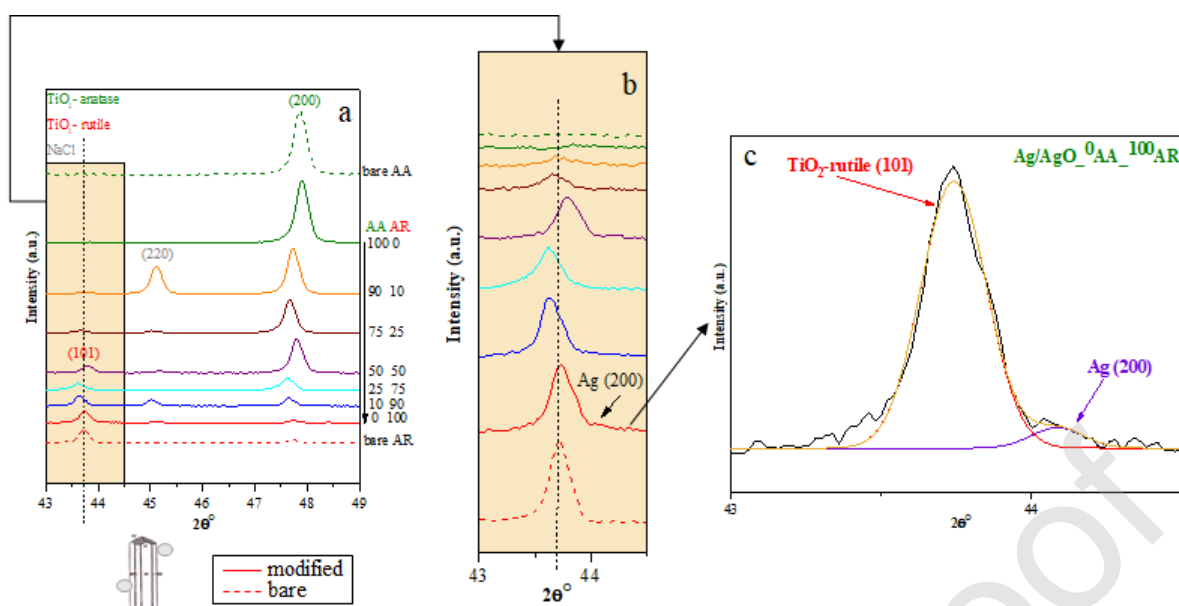 TiO2- anatase
TiO2- rutile
NaCl
(200)
a
bare AA
AA AR
100 0
(220)
90 10
75 25
(101)
50 50
25 75
10 90
0 100
bare AR
Intensity (a.u.)
43 44 45 46 47 48 49
2θ°
modified
bare
b
Ag (200)
Intensity (a.u.)
43 44
2θ°
c
Ag/AgO_0AA_100AR
TiO2-rutile (101)
Ag (200)
Intensity (a.u.)
43 44
2θ°
oof